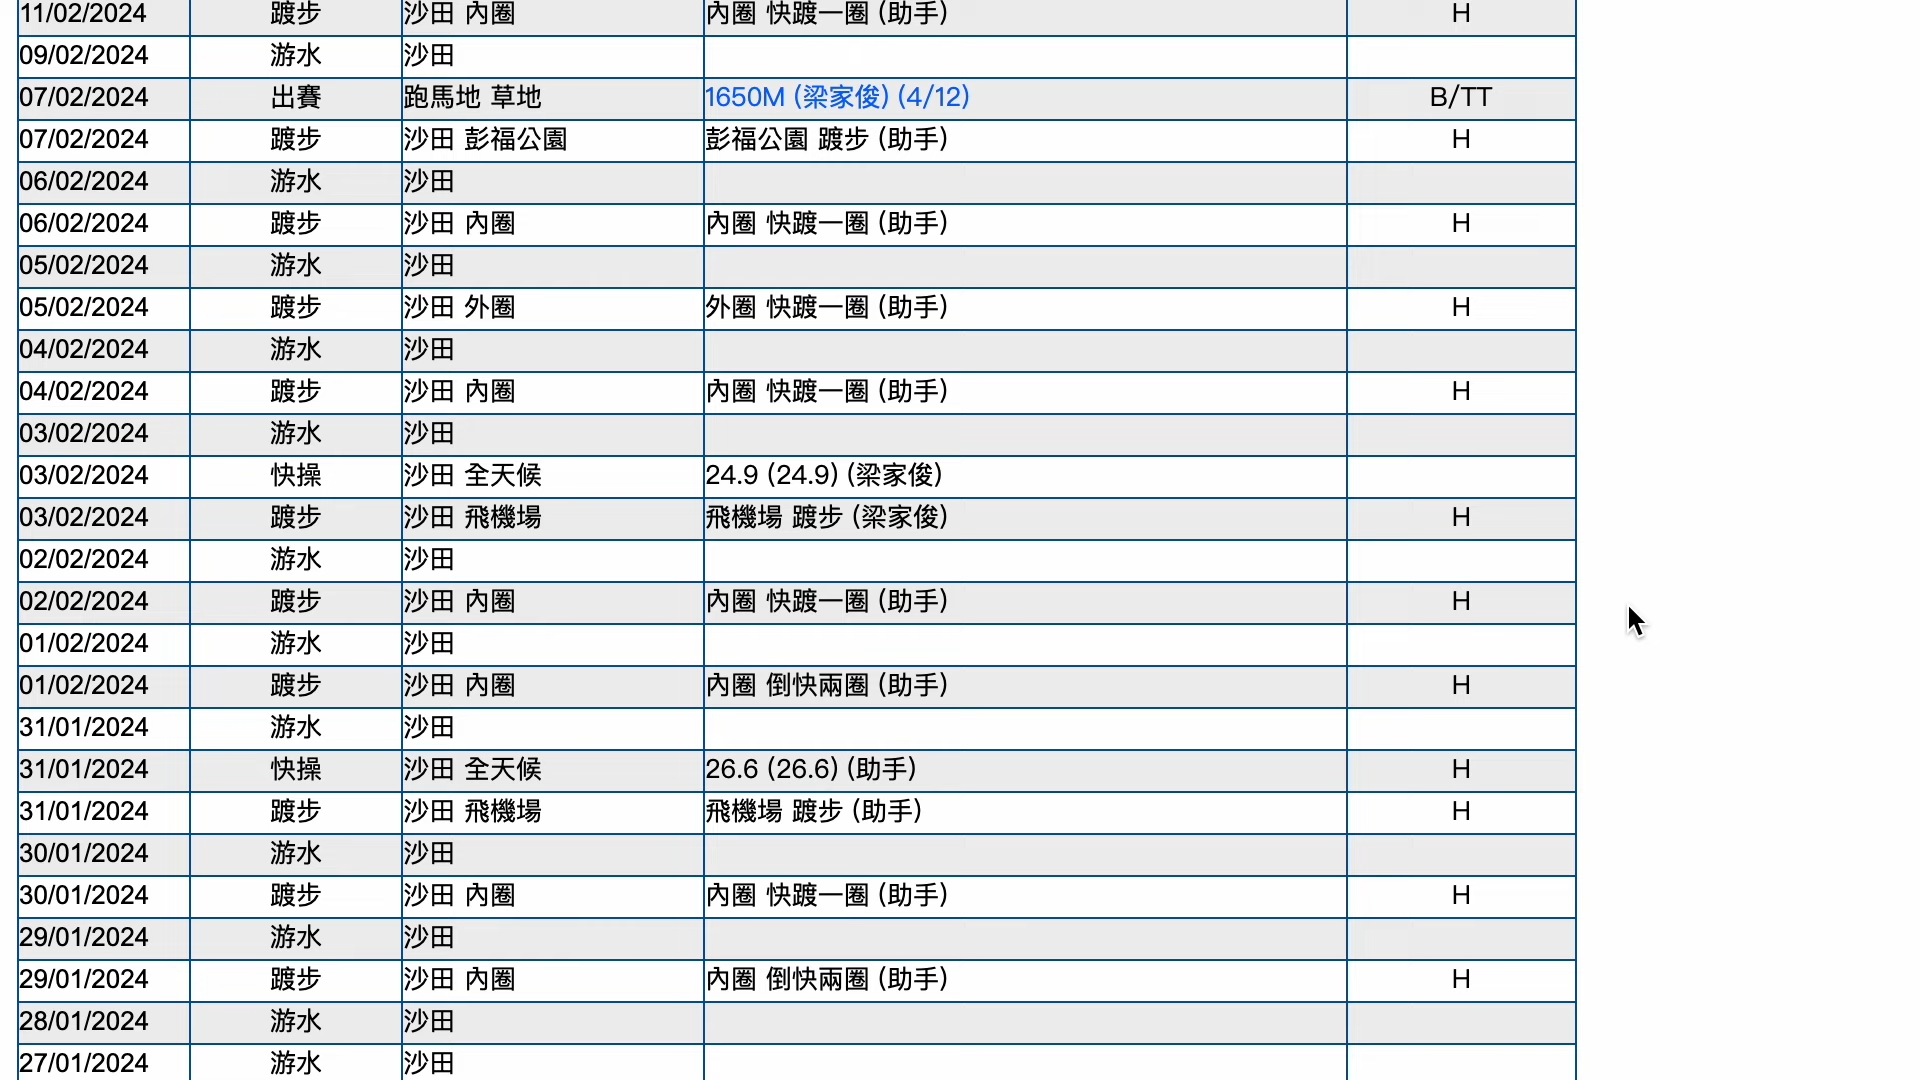 11/02/2024 踱步 沙田 內圈 內圈 快踱一圈 (助手) H
09/02/2024 游水 沙田
07/02/2024 出賽 跑馬地 草地 1650M (梁家俊) (4/12) B/TT
07/02/2024 踱步 沙田 彭福公園 彭福公園 踱步 (助手) H
06/02/2024 游水 沙田
06/02/2024 踱步 沙田 內圈 內圈 快踱一圈 (助手) H
05/02/2024 游水 沙田
05/02/2024 踱步 沙田 外圈 外圈 快踱一圈 (助手) H
04/02/2024 游水 沙田
04/02/2024 踱步 沙田 內圈 內圈 快踱一圈 (助手) H
03/02/2024 游水 沙田
03/02/2024 快操 沙田 全天候 24.9 (24.9) (梁家俊)
03/02/2024 踱步 沙田 飛機場 飛機場 踱步 (梁家俊) H
02/02/2024 游水 沙田
02/02/2024 踱步 沙田 內圈 內圈 快踱一圈 (助手) H
01/02/2024 游水 沙田
01/02/2024 踱步 沙田 內圈 內圈 倒快兩圈 (助手) H
31/01/2024 游水 沙田
31/01/2024 快操 沙田 全天候 26.6 (26.6) (助手) H
31/01/2024 踱步 沙田 飛機場 飛機場 踱步 (助手) H
30/01/2024 游水 沙田
30/01/2024 踱步 沙田 內圈 內圈 快踱一圈 (助手) H
29/01/2024 游水 沙田
29/01/2024 踱步 沙田 內圈 內圈 倒快兩圈 (助手) H
28/01/2024 游水 沙田
27/01/2024 游水 沙田